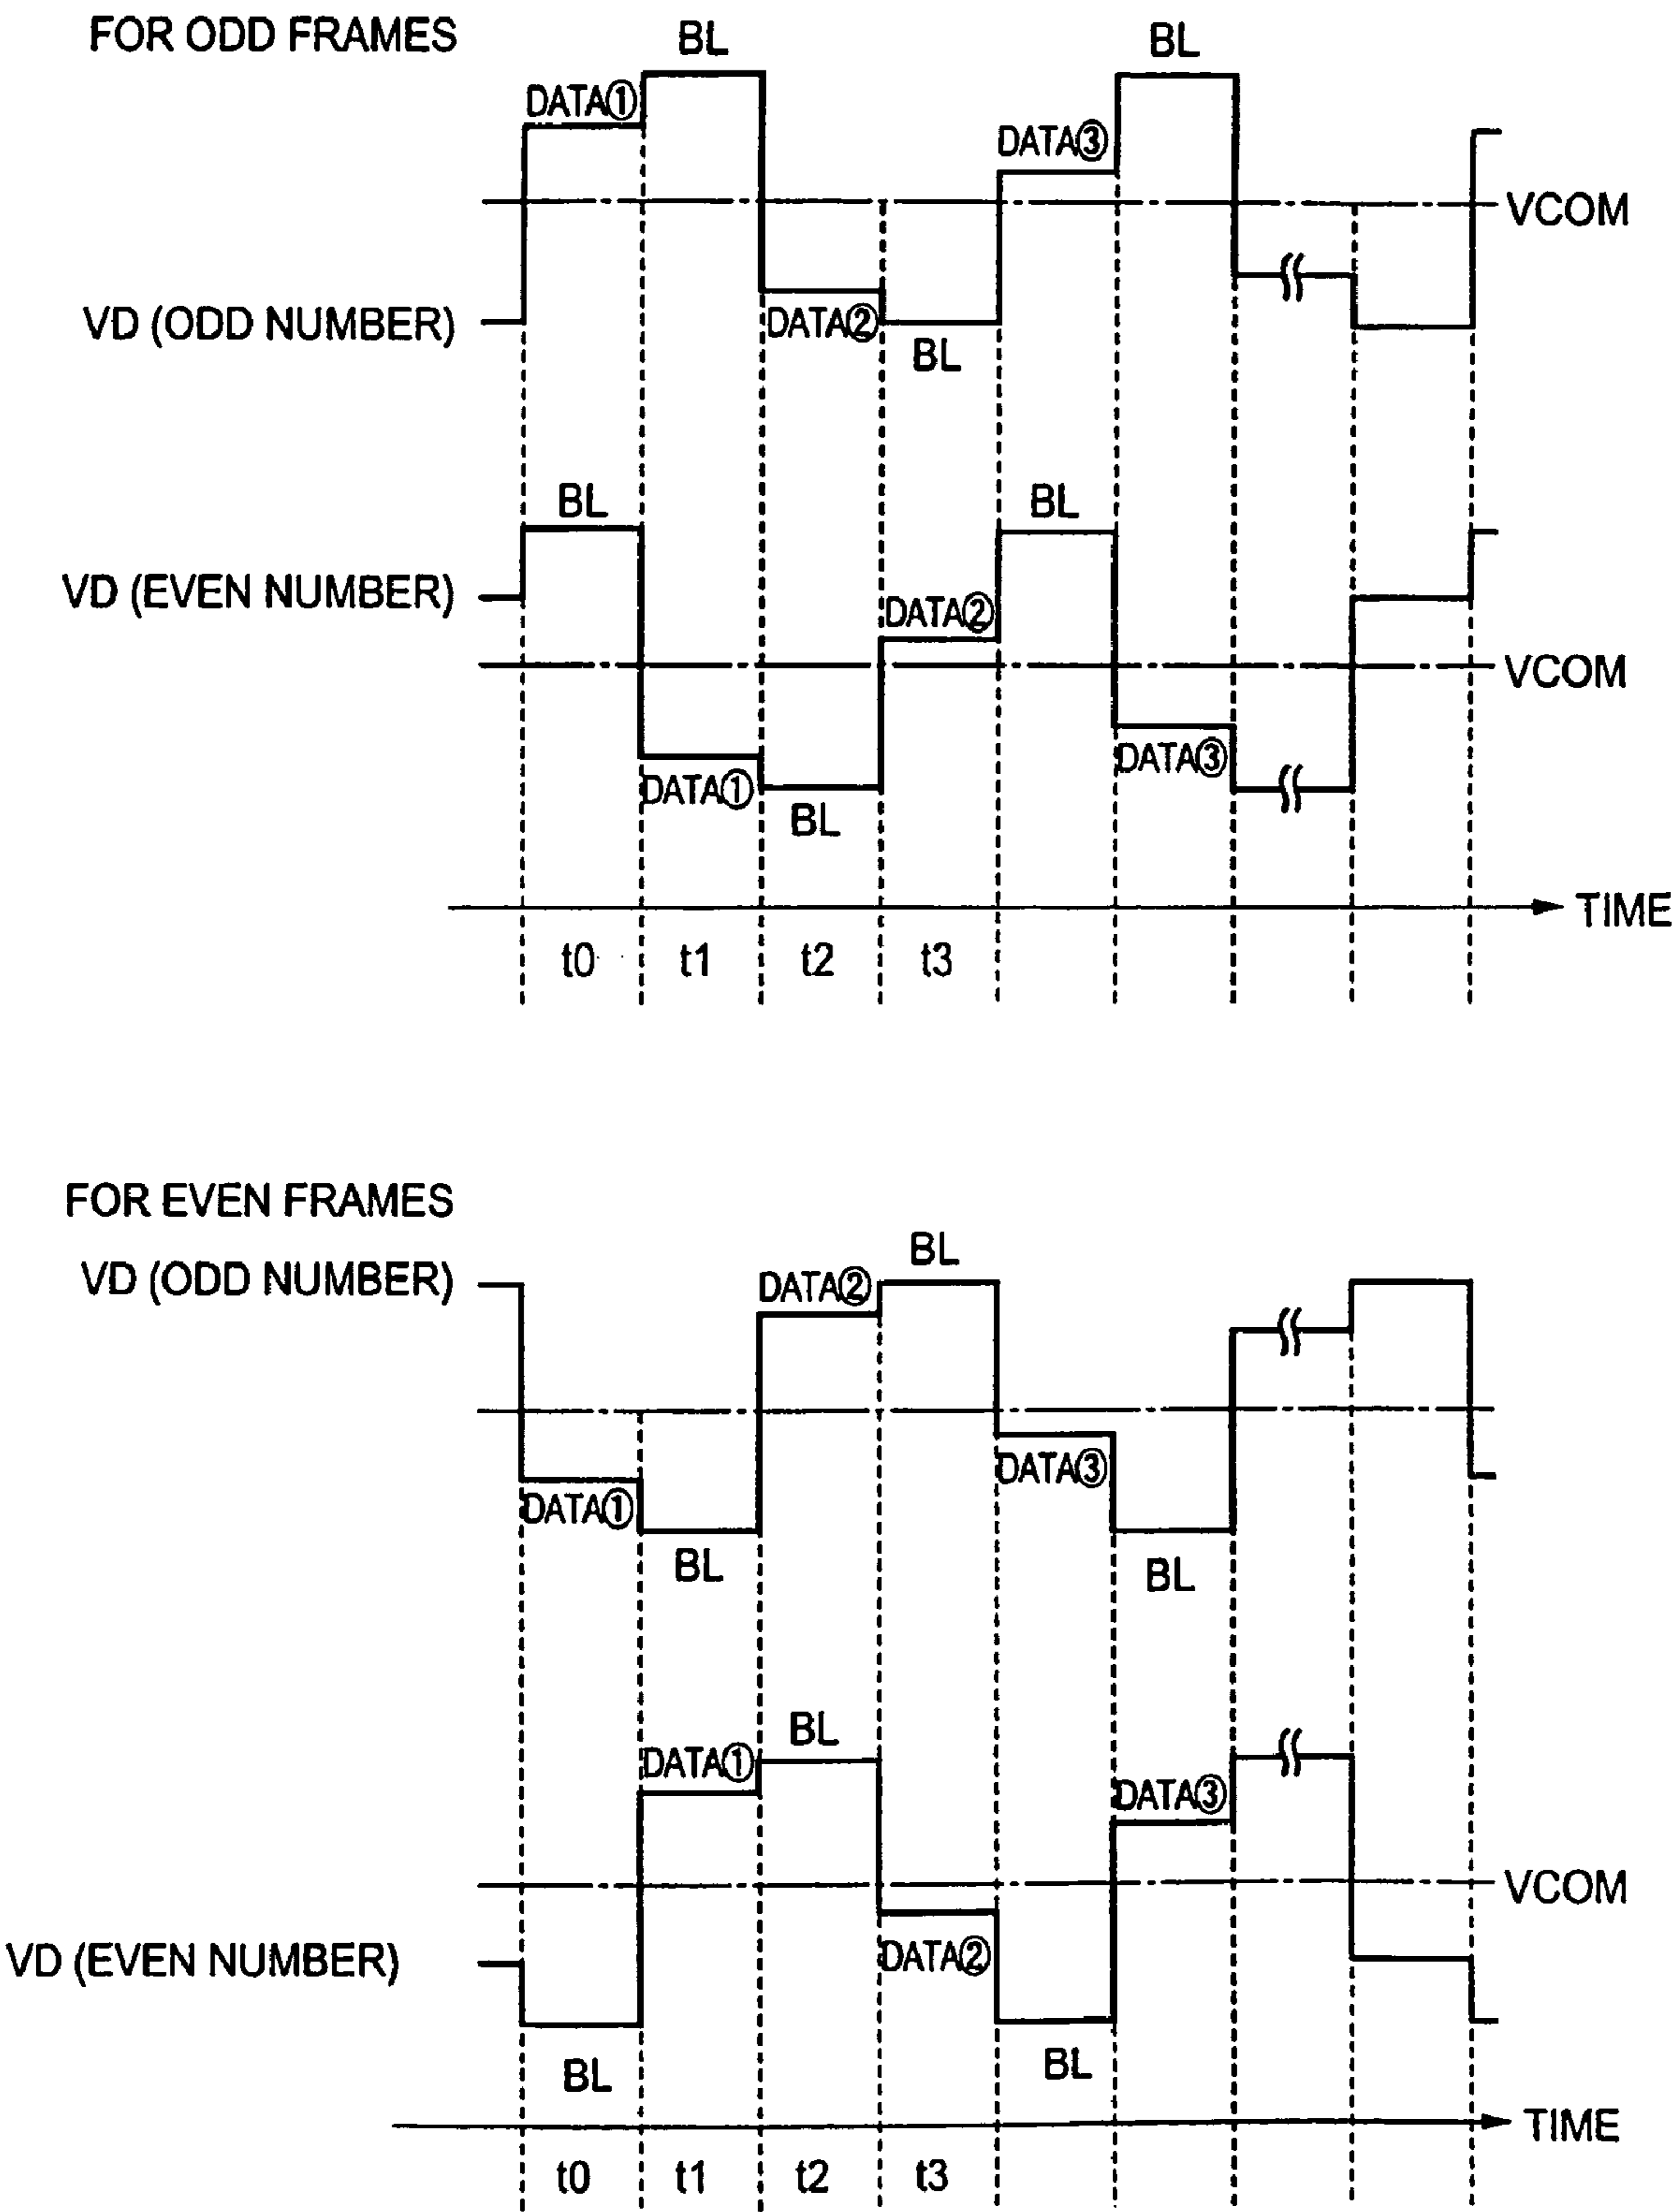 FOR ODD FRAMES
BL
BL
DATA①
DATA③
VCOM
VD (ODD NUMBER)
DATA②
BL
BL
BL
VD (EVEN NUMBER)
DATA②
VCOM
DATA③
DATA①
BL
TIME
t0 t1 t2 t3
FOR EVEN FRAMES
BL
VD (ODD NUMBER)
DATA②
DATA③
DATA①
BL
BL
BL
DATA①
DATA③
VCOM
VD (EVEN NUMBER)
DATA②
BL
BL
TIME
t0 t1 t2 t3